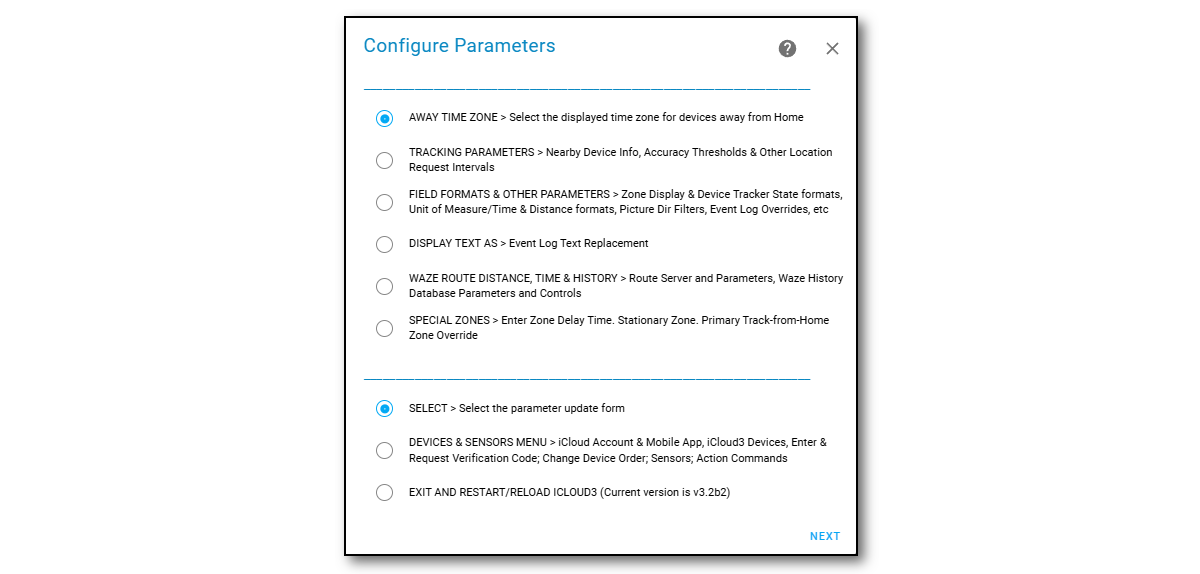 Configure Parameters
AWAY TIME ZONE > Select the displayed time zone for devices away from Home
TRACKING PARAMETERS > Nearby Device Info, Accuracy Thresholds & Other Location
Request Intervals
FIELD FORMATS & OTHER PARAMETERS > Zone Display & Device Tracker State formats,
Unit of Measure/Time & Distance formats, Picture Dir Filters, Event Log Overrides, etc
DISPLAY TEXT AS > Event Log Text Replacement
WAZE ROUTE DISTANCE, TIME & HISTORY > Route Server and Parameters, Waze History
Database Parameters and Controls
SPECIAL ZONES > Enter Zone Delay Time. Stationary Zone. Primary Track-from-Home
Zone Override
SELECT > Select the parameter update form
DEVICES & SENSORS MENU > iCloud Account & Mobile App, iCloud3 Devices, Enter &
Request Verification Code; Change Device Order; Sensors; Action Commands
EXIT AND RESTART/RELOAD ICLOUD3 (Current version is v3.2b2)
NEXT